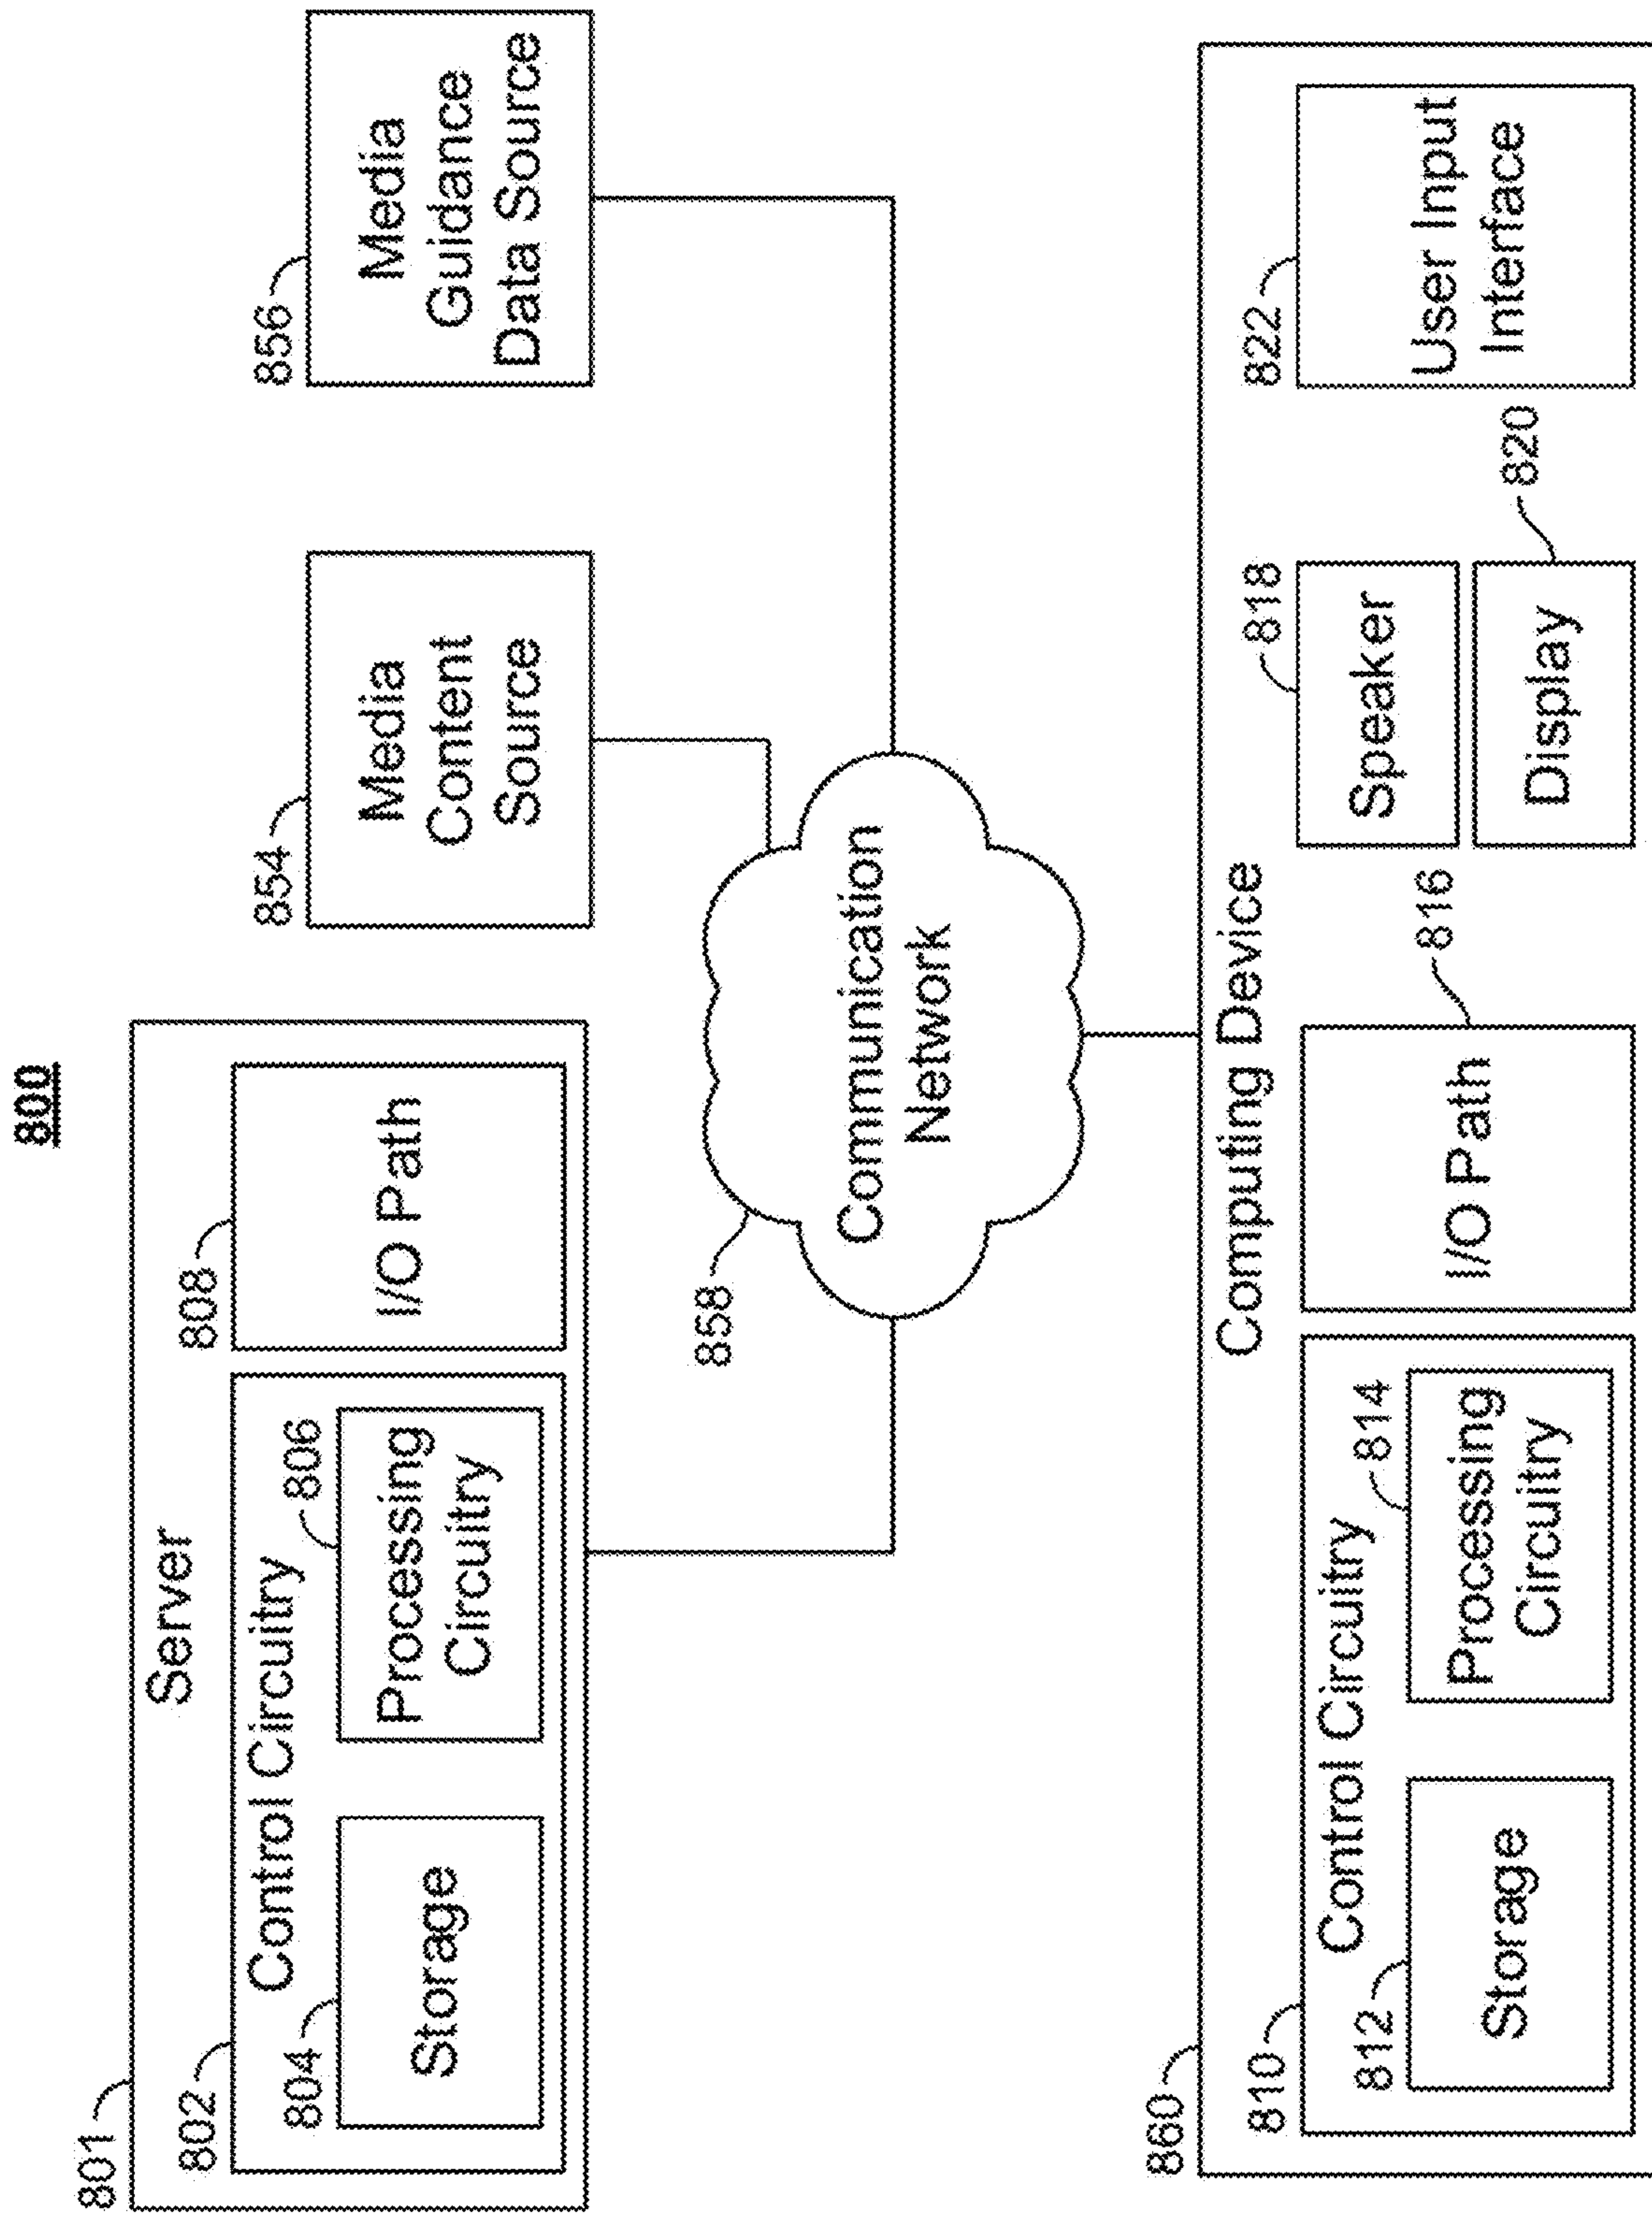 800
801
Server
802
Control Circuitry
804
Storage
806
Processing
Circuitry
808
I/O Path
854
Media
Content
Source
856
Media
Guidance
Data Source
858
Communication
Network
860
Computing Device
810
Control Circuitry
812
Storage
814
Processing
Circuitry
I/O Path
816
818
Speaker
Display
820
822
User Input
Interface